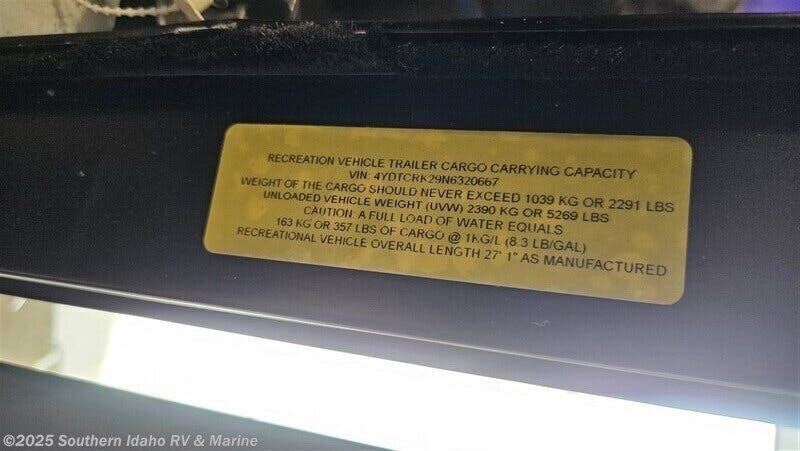 RECREATION VEHICLE TRAILER CARGO CARRYING CAPACITY
VIN: 4YDTCRK29N6320667
WEIGHT OF THE CARGO SHOULD NEVER EXCEED 1039 KG OR 2291 LBS
UNLOADED VEHICLE WEIGHT (UVW) 2390 KG OR 5269 LBS
CAUTION: A FULL LOAD OF WATER EQUALS
163 KG OR 357 LBS OF CARGO @ 1KG/L (8.3 LB/GAL)
RECREATIONAL VEHICLE OVERALL LENGTH 27' 1" AS MANUFACTURED
©2025 Southern Idaho RV & Marine